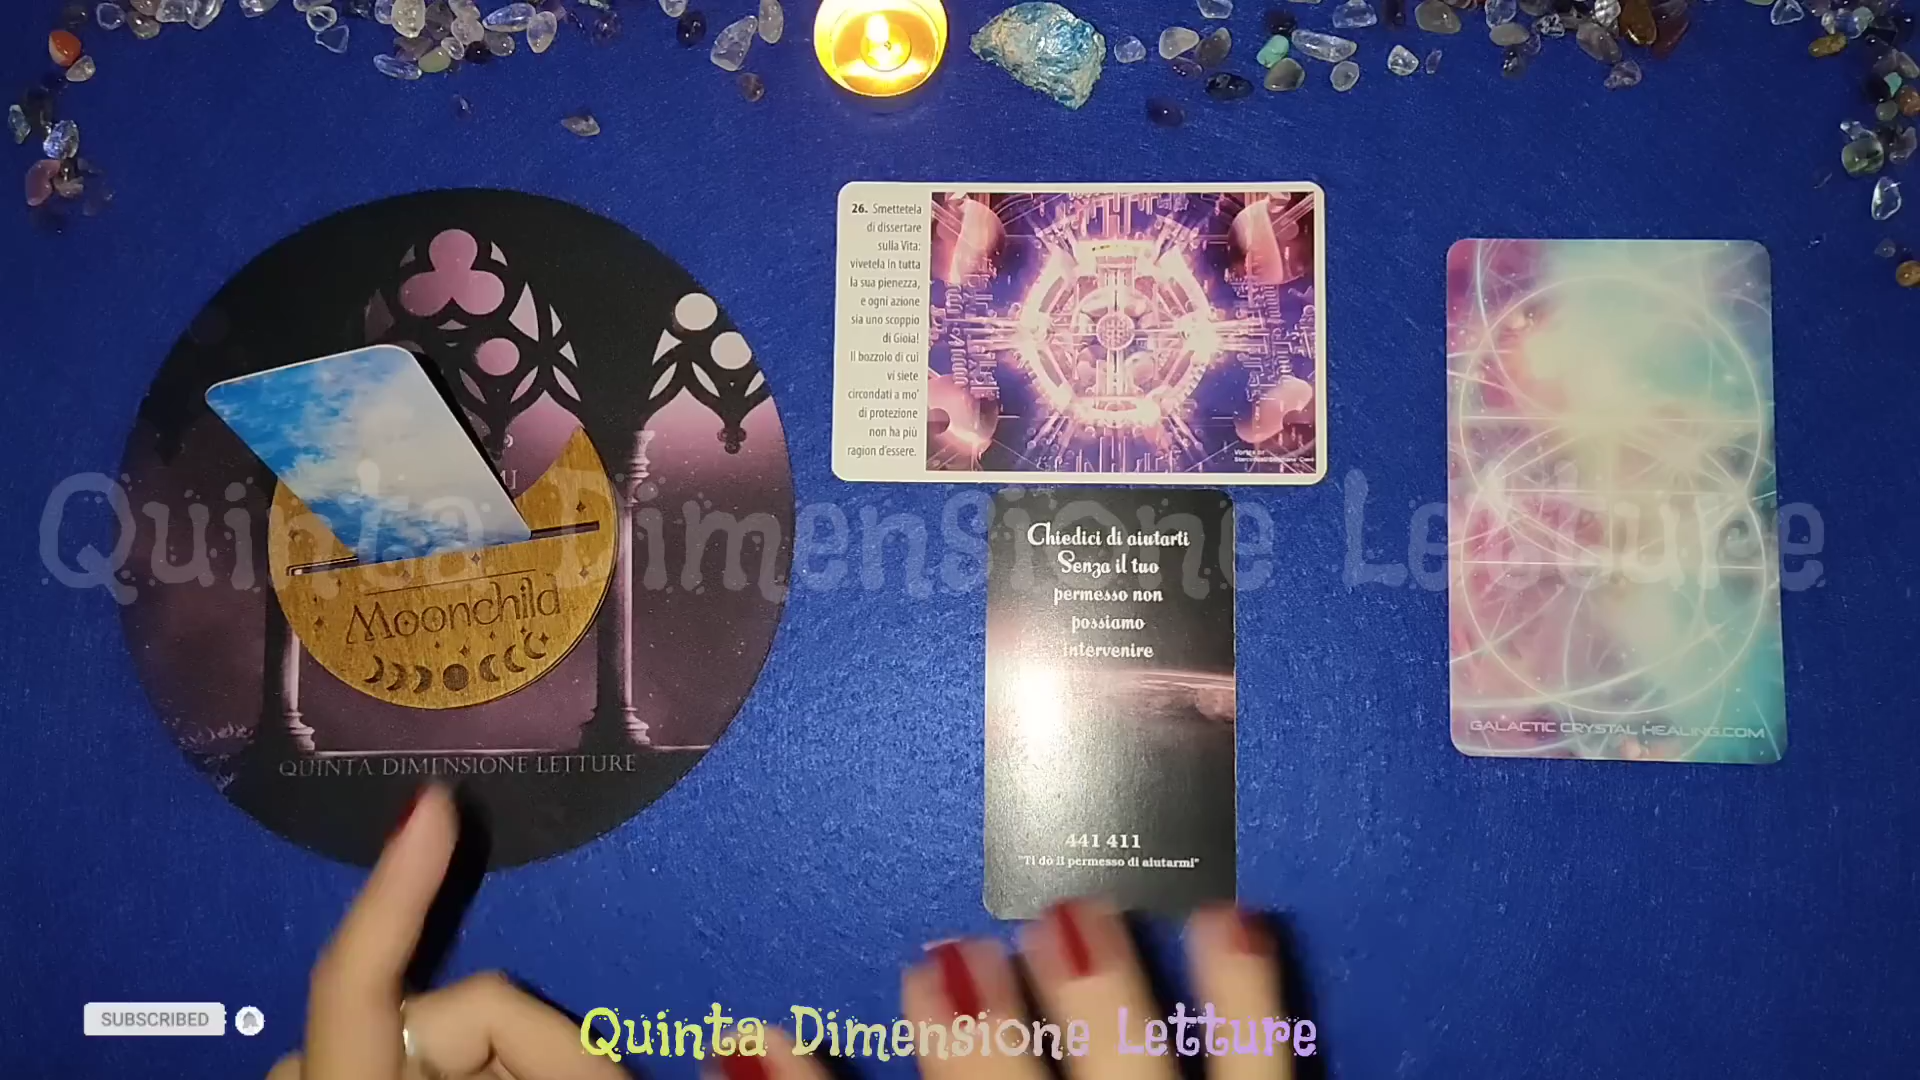 26. Smettetela
di dissertare
sulla Vita:
vivetela in tutta
la sua pienezza,
e ogni azione
sia uno scoppio
di Gioia!
Il bozzolo di cui
vi siete
circondati a mo'
di protezione
non ha più
ragion d'essere.
Quinta Dimensione Letture
Chiedici di aiutarti
Senza il tuo
permesso non
possiamo
intervenire
441 411
"Ti do il permesso di aiutarmi"
Moonchild
QUINTA DIMENSIONE LETTURE
GALACTIC CRYSTAL HEALING.COM
SUBSCRIBED
Quinta Dimensione Letture